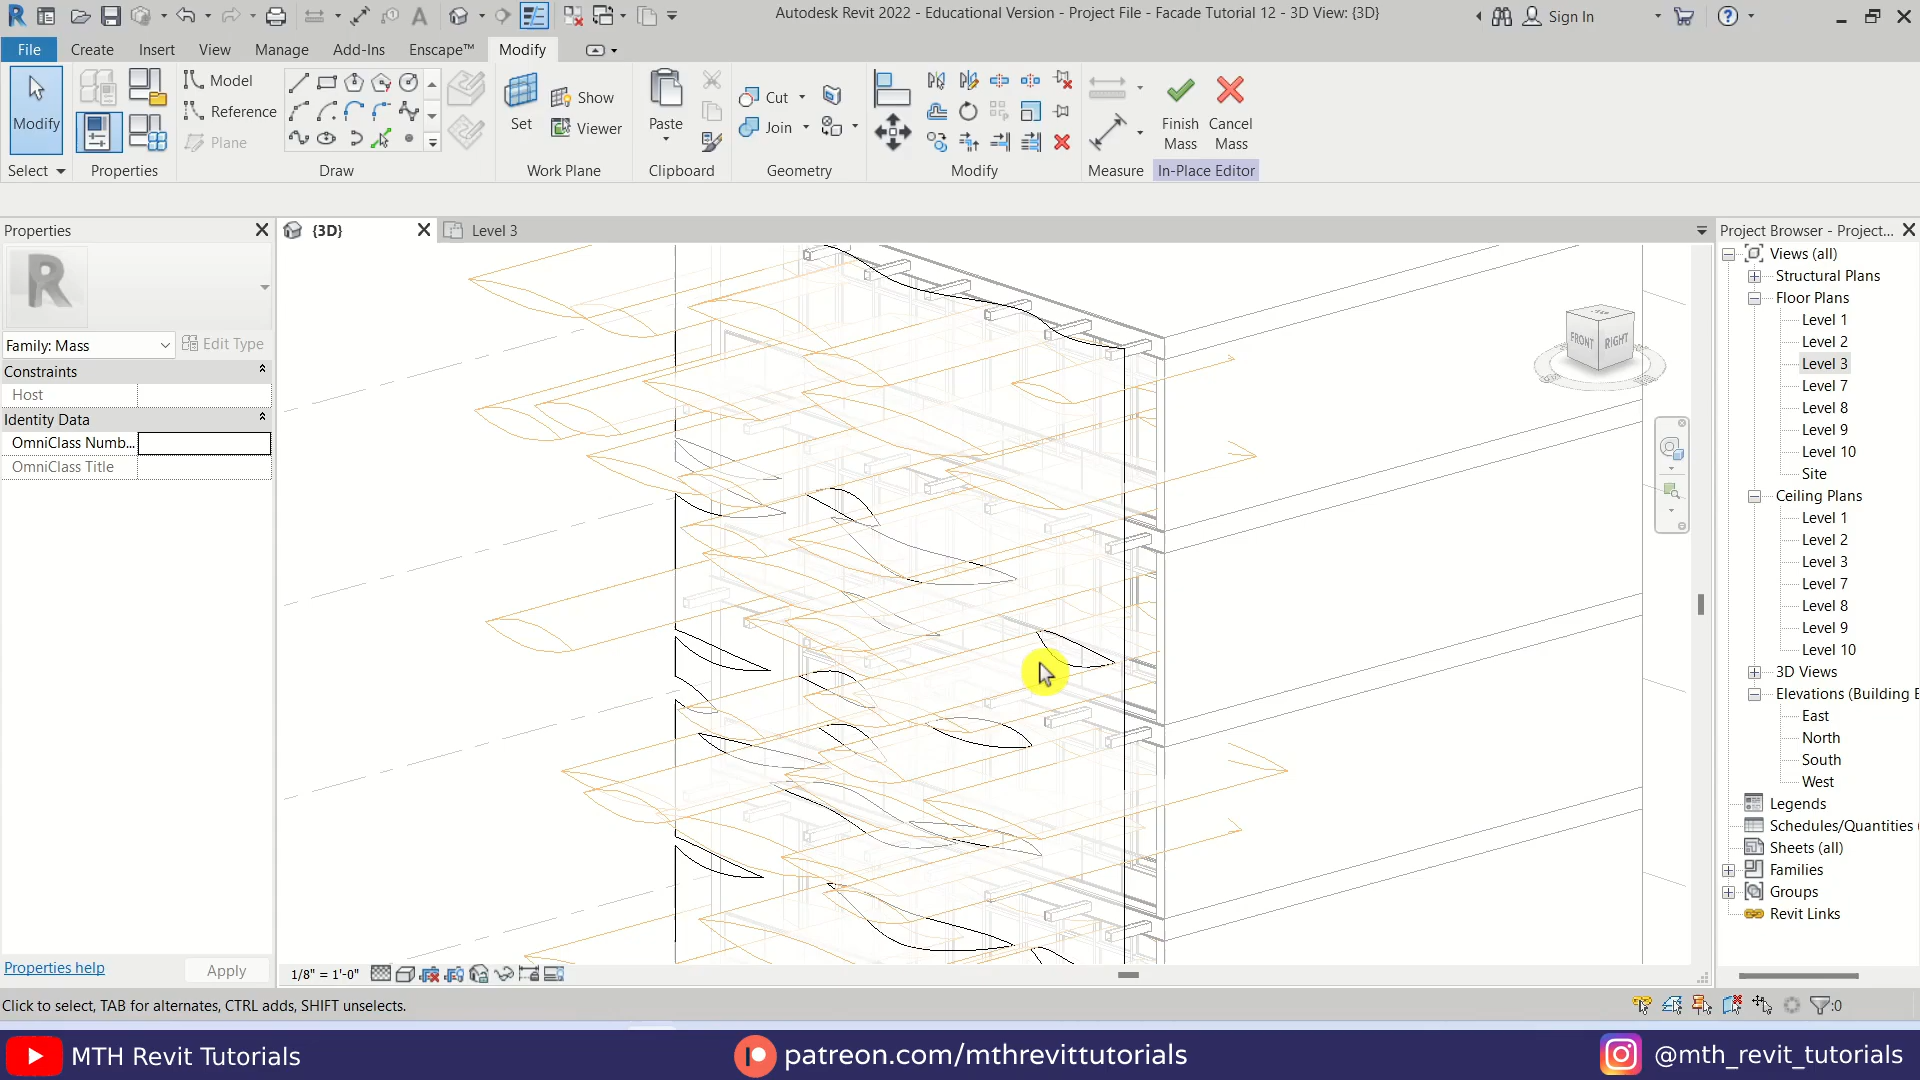 Autodesk Revit 2022 - Educational Version - Project File - Facade Tutorial 12 - 3D View: {3D}
Sign In
File Create Insert View Manage Add-Ins Enscape™ Modify
Modify
Model
Reference
Plane
Set
Show
Viewer
Paste
Cut
Join
Finish Mass
Cancel Mass
Select Properties Draw Work Plane Clipboard Geometry Modify Measure In-Place Editor
Properties
{3D}
Level 3
Project Browser - Project...
R
Family: Mass
Edit Type
Constraints
Host
Identity Data
OmniClass Numb...
OmniClass Title
Properties help
Apply
FRONT
RIGHT
Views (all)
Structural Plans
Floor Plans
Level 1
Level 2
Level 3
Level 7
Level 8
Level 9
Level 10
Site
Ceiling Plans
Level 1
Level 2
Level 3
Level 7
Level 8
Level 9
Level 10
3D Views
Elevations (Building E
East
North
South
West
Legends
Schedules/Quantities (
Sheets (all)
Families
Groups
Revit Links
1/8" = 1'-0"
Click to select, TAB for alternates, CTRL adds, SHIFT unselects.
:0
MTH Revit Tutorials
patreon.com/mthrevittutorials
@mth_revit_tutorials